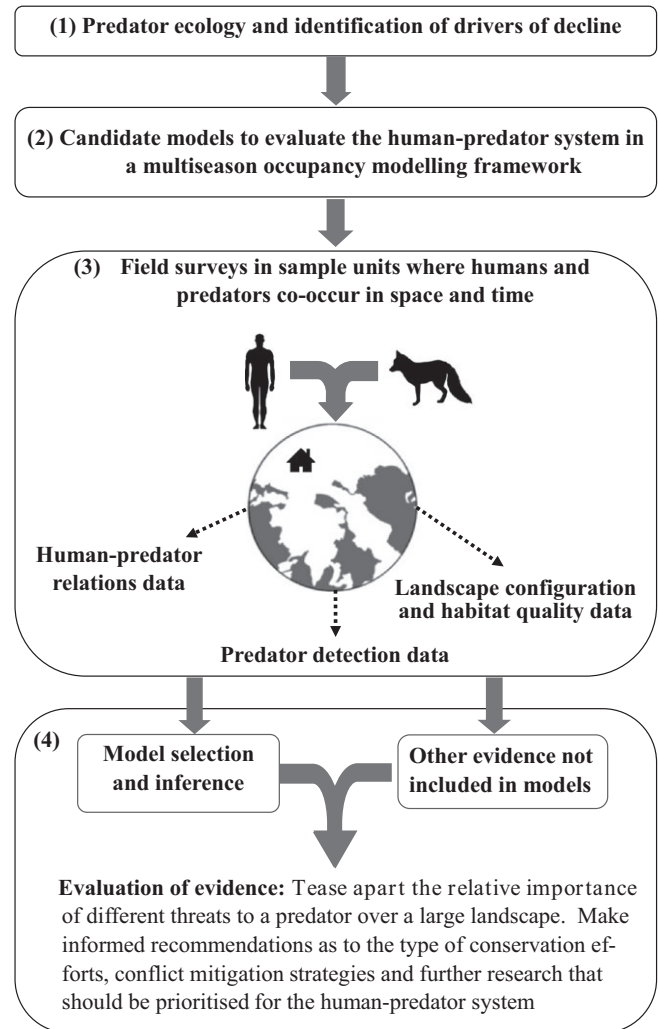 (1) Predator ecology and identification of drivers of decline
(2) Candidate models to evaluate the human-predator system in
a multiseason occupancy modelling framework
(3) Field surveys in sample units where humans and
predators co-occur in space and time
Human-predator
relations data
Landscape configuration
and habitat quality data
Predator detection data
(4)
Model selection
and inference
Other evidence not
included in models
Evaluation of evidence: Tease apart the relative importance
of different threats to a predator over a large landscape. Make
informed recommendations as to the type of conservation ef-
forts, conflict mitigation strategies and further research that
should be prioritised for the human-predator system